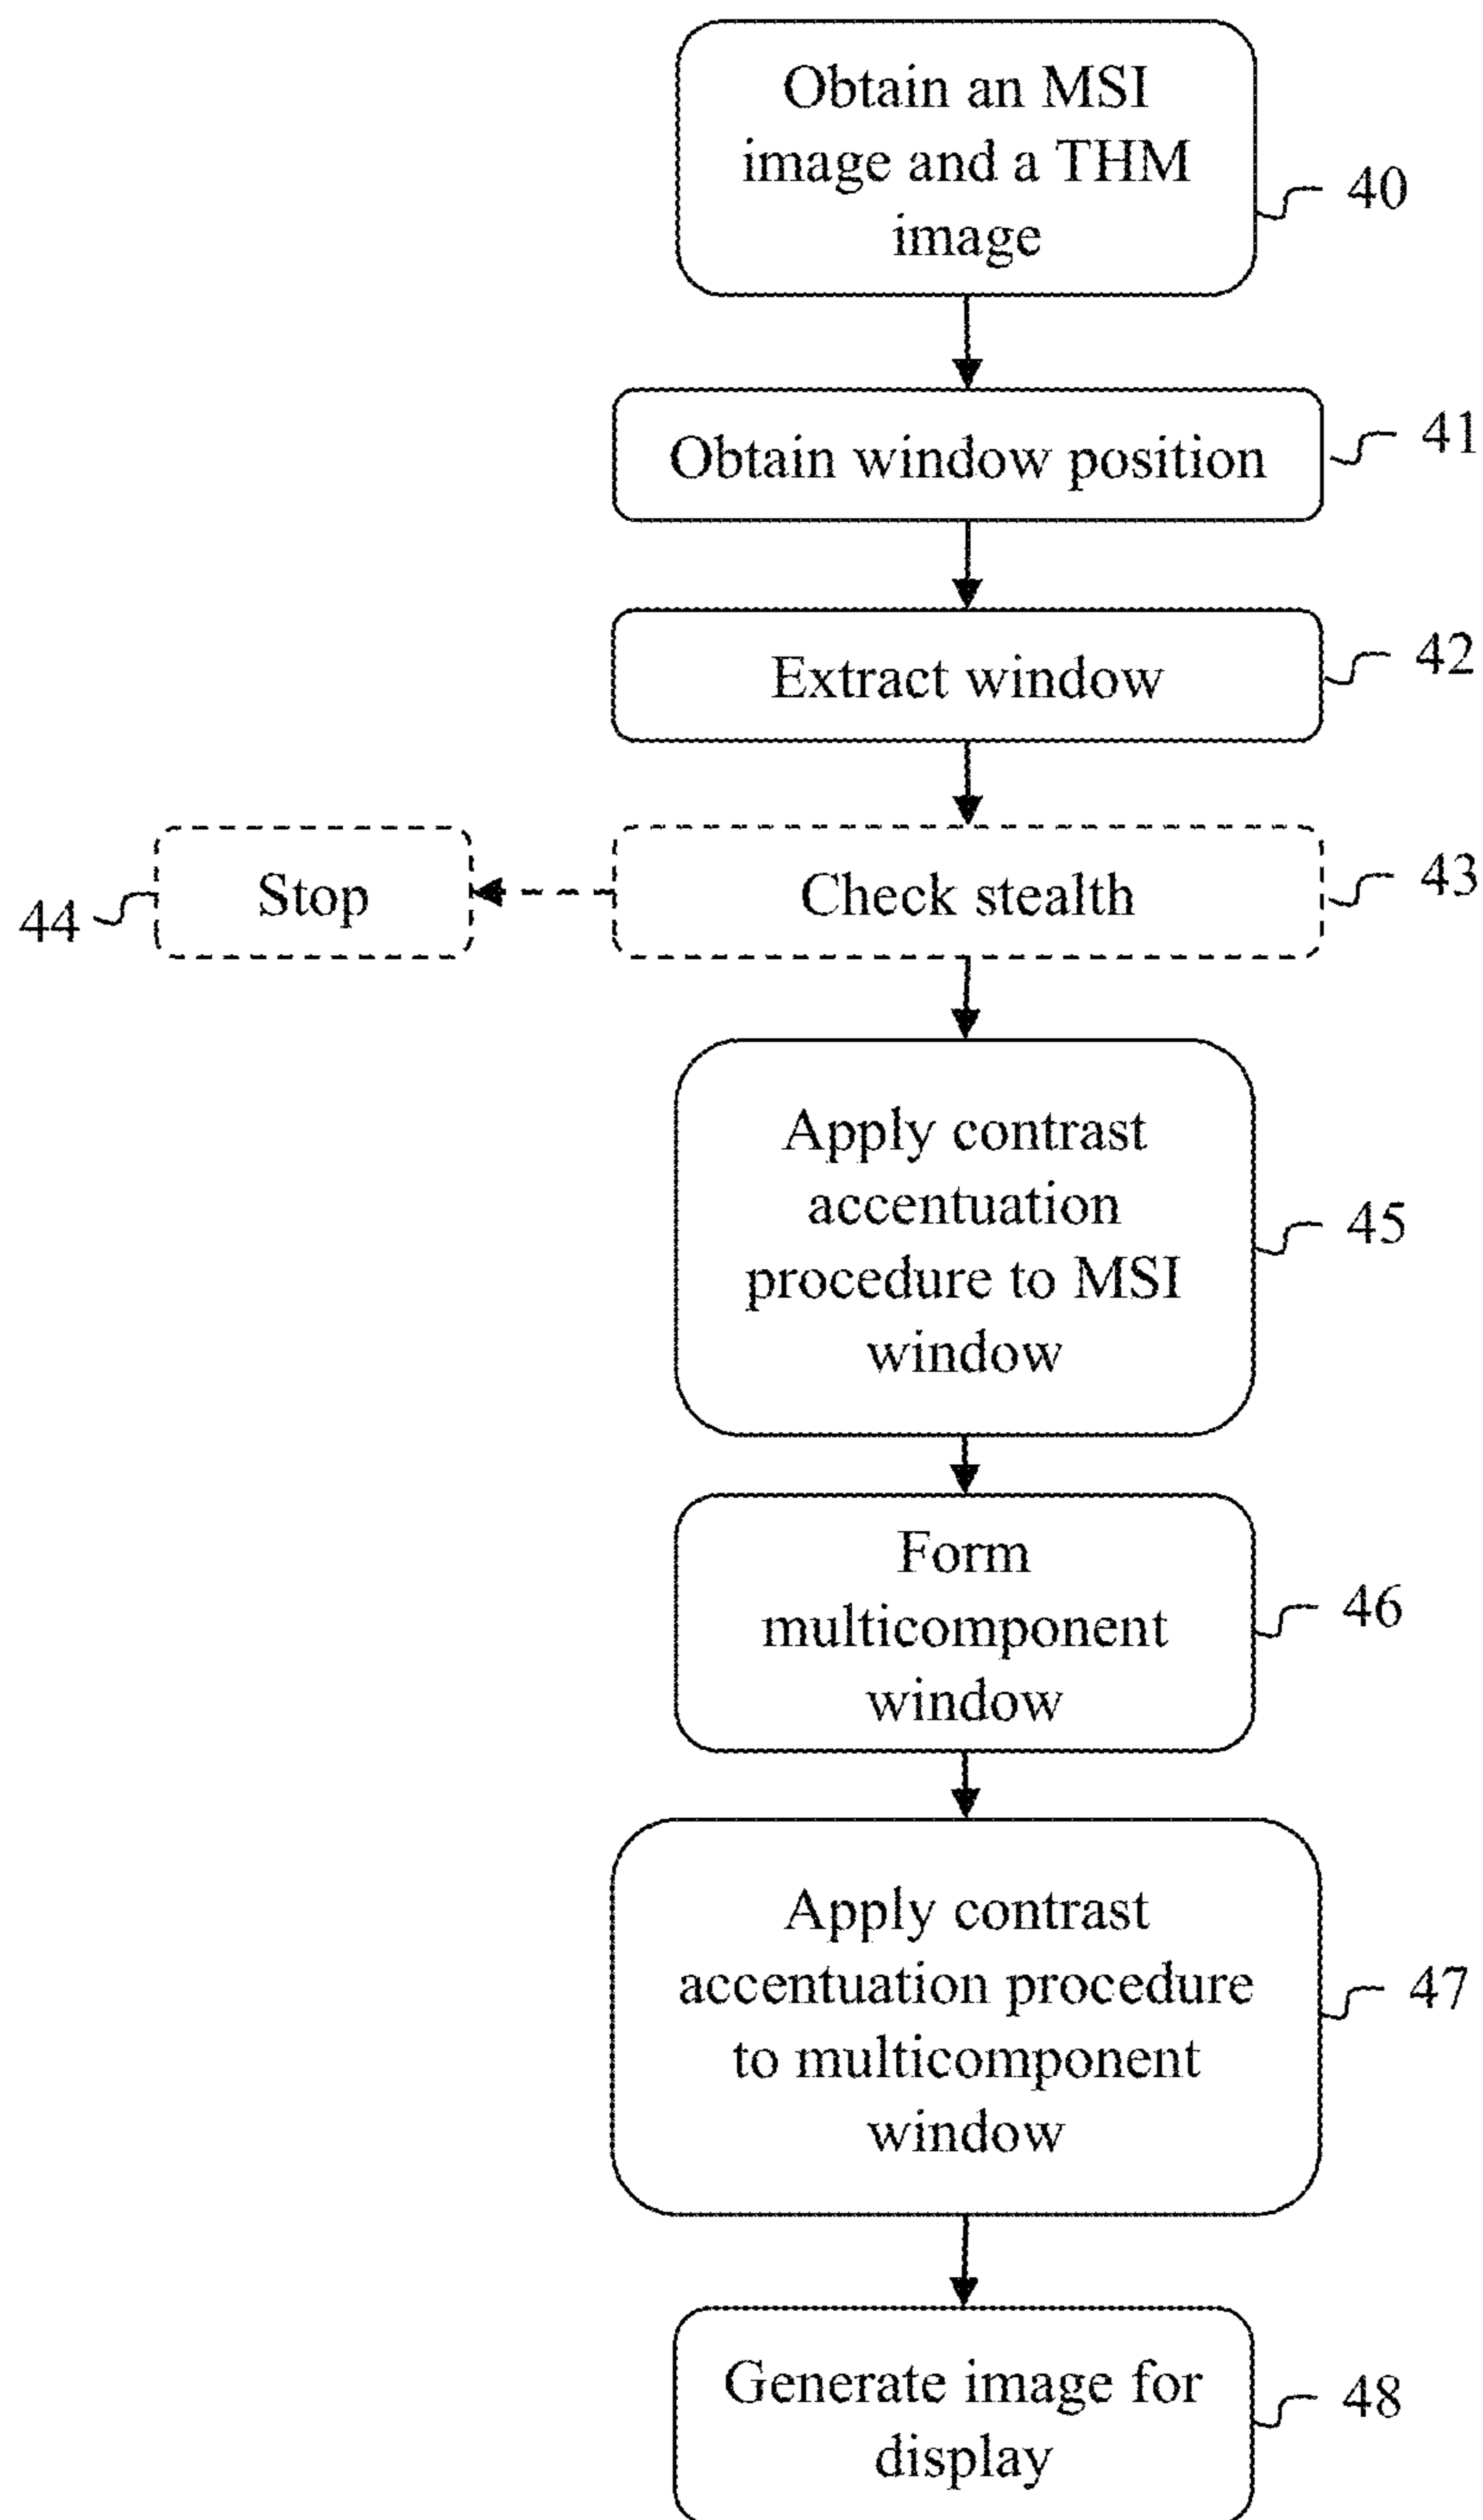 Obtain an MSI
image and a THM
image
40
Obtain window position
41
Extract window
42
Check stealth
43
Stop
44
Apply contrast
accentuation
procedure to MSI
window
45
Form
multicomponent
window
46
Apply contrast
accentuation procedure
to multicomponent
window
47
Generate image for
display
48